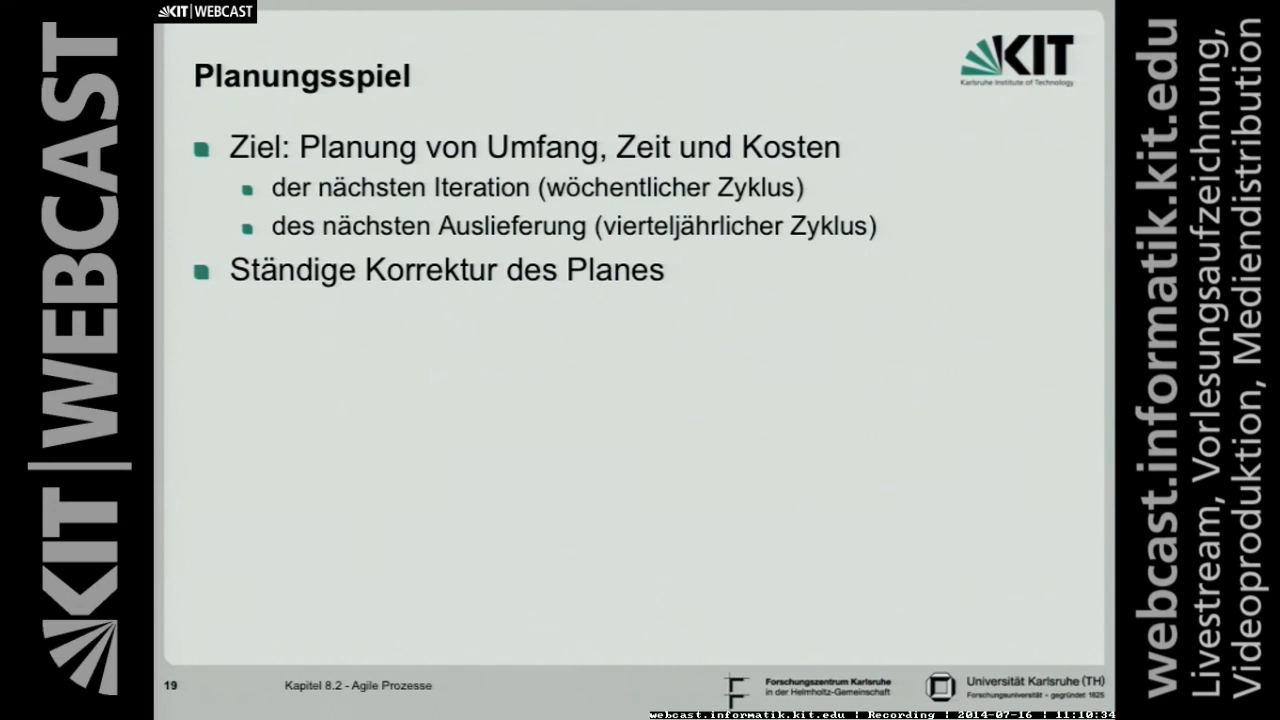 KIT | WEBCAST
KIT|WEBCAST
KIT
Karlsruhe Institute of Technology
Planungsspiel
Ziel: Planung von Umfang, Zeit und Kosten
der nächsten Iteration (wöchentlicher Zyklus)
des nächsten Auslieferung (vierteljährlicher Zyklus)
Ständige Korrektur des Planes
19
Kapitel 8.2 - Agile Prozesse
Forschungszentrum Karlsruhe
in der Helmholtz-Gemeinschaft
Universität Karlsruhe (TH)
Forschungsuniversität - gegründet 1825
webcast.informatik.kit.edu | Recording | 2014-07-16 | 11:10:34
webcast.informatik.kit.edu
Livestream, Vorlesungsaufzeichnung,
Videoproduktion, Mediendistribution